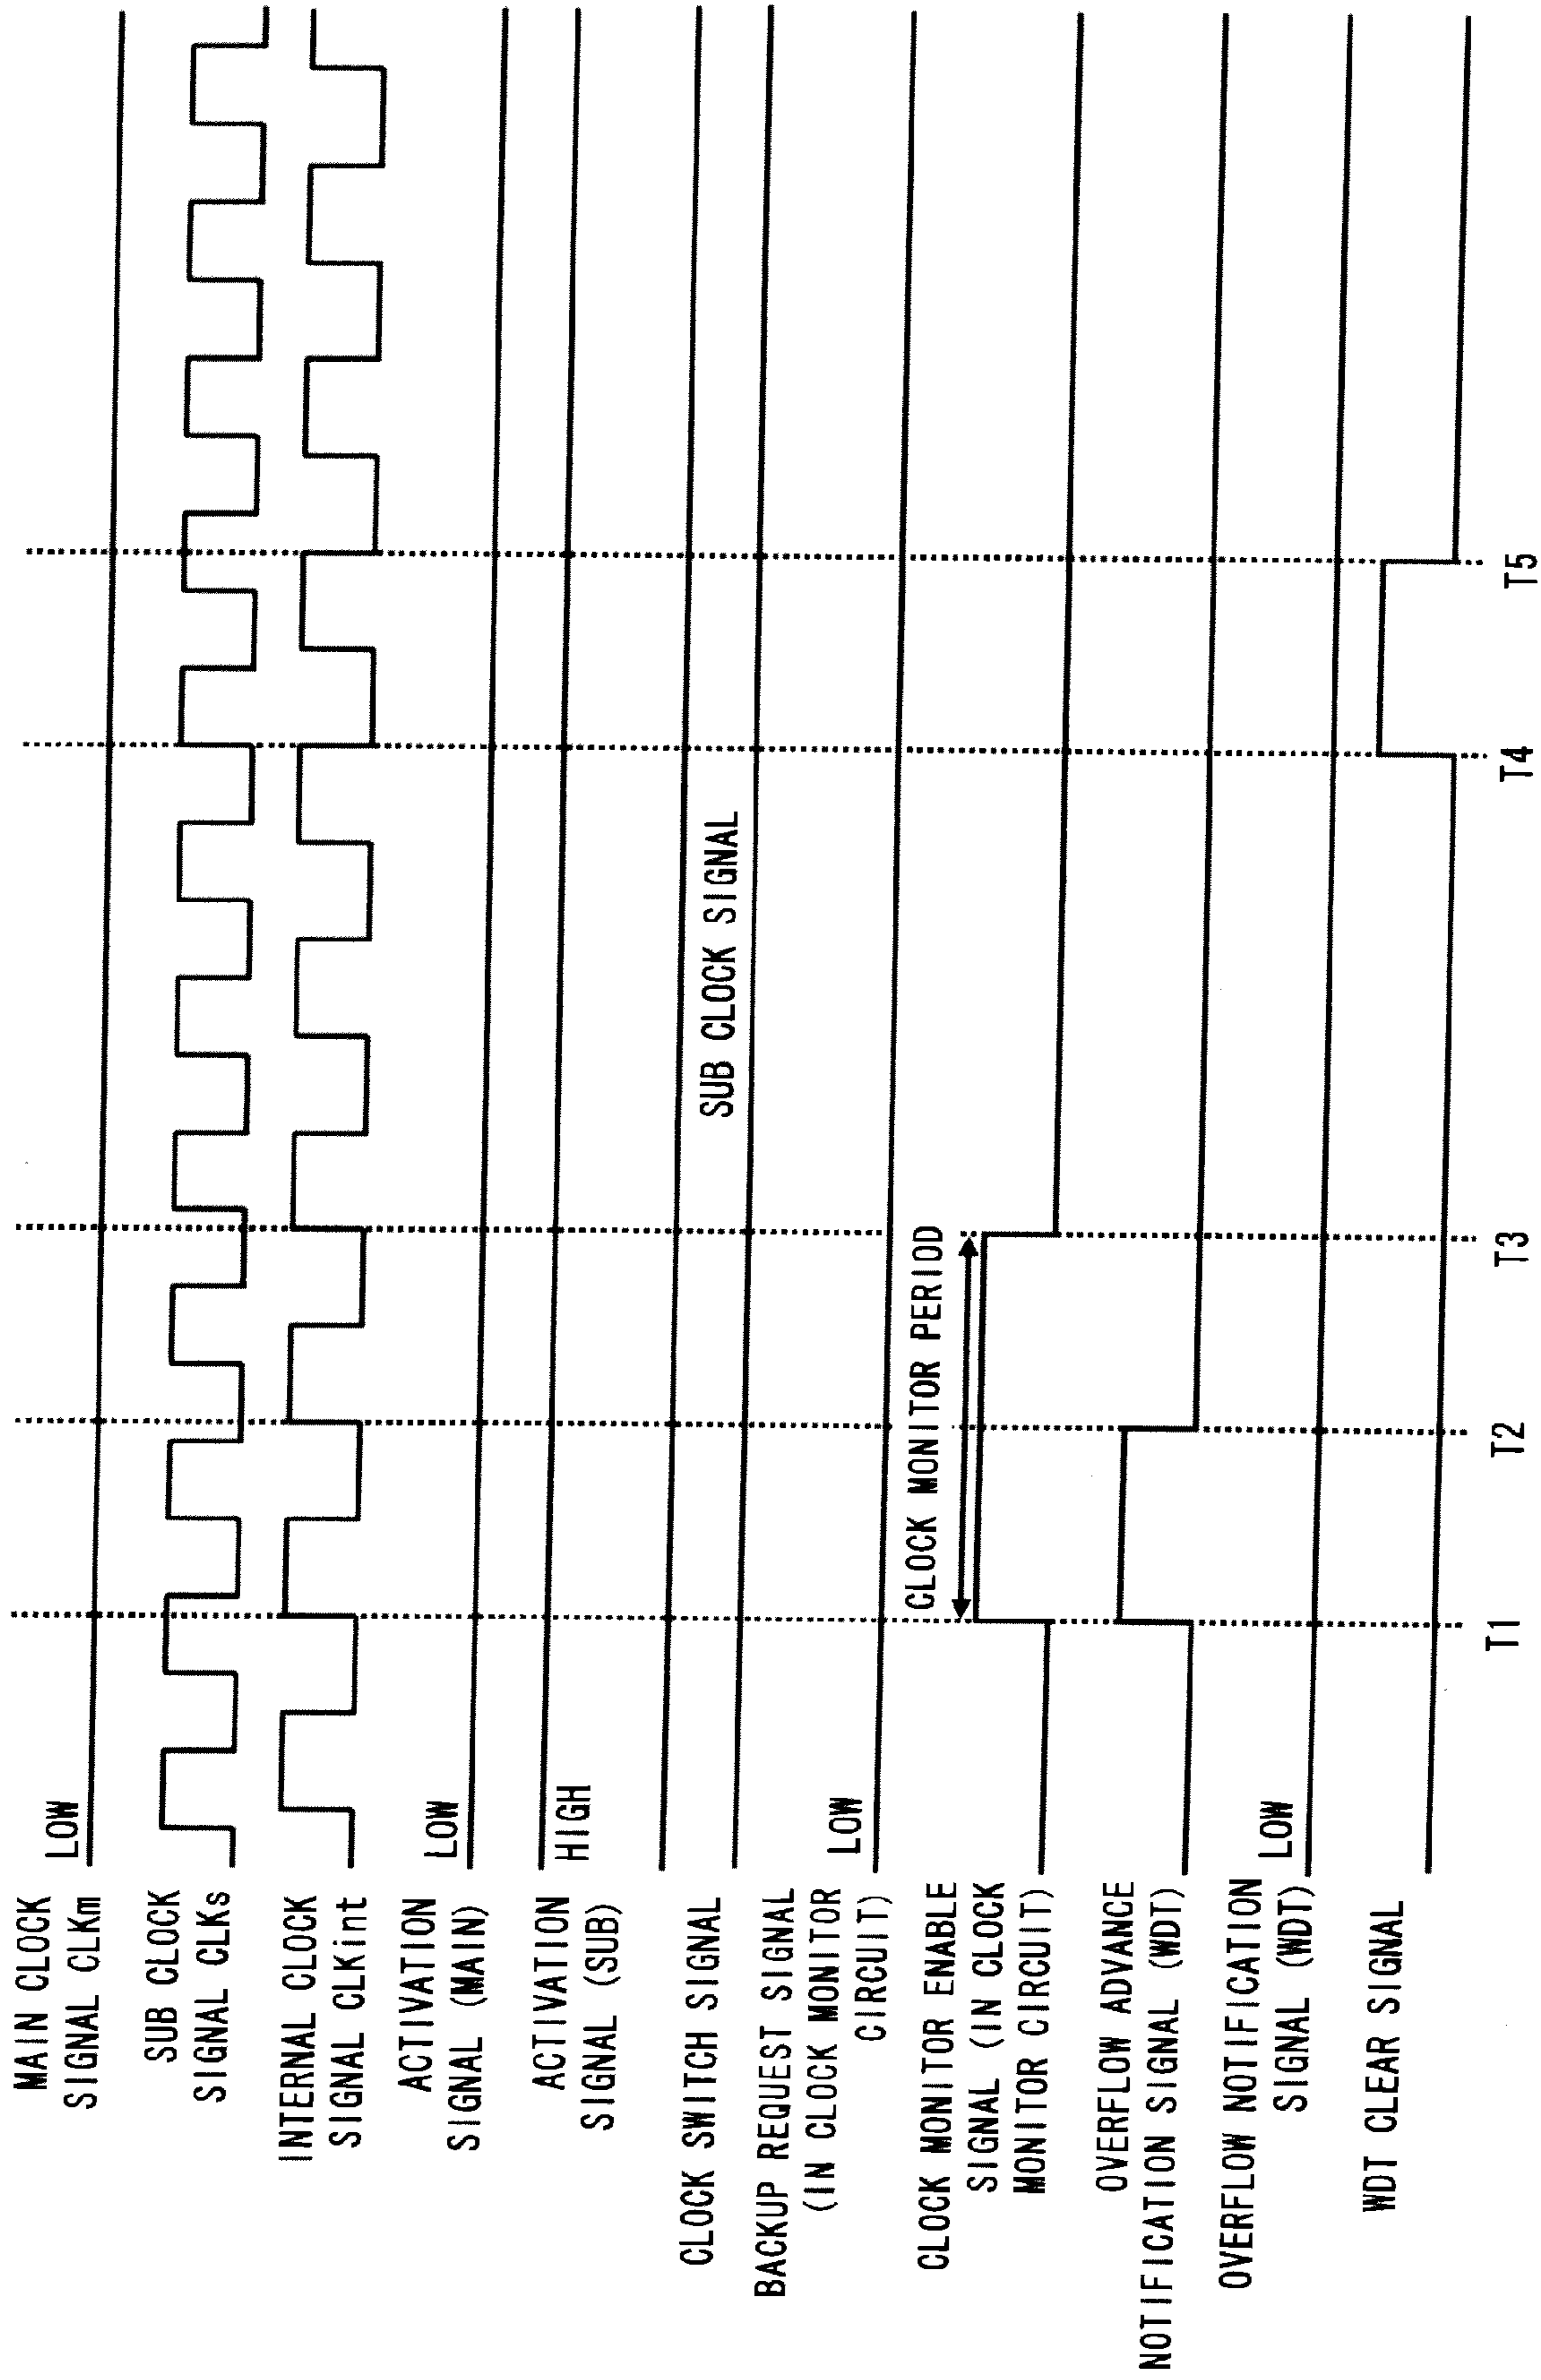 MAIN CLOCK
SIGNAL CLKm
LOW
SUB CLOCK
SIGNAL CLKs
INTERNAL CLOCK
SIGNAL CLKint
ACTIVATION
SIGNAL (MAIN)
LOW
ACTIVATION
SIGNAL (SUB)
HIGH
CLOCK SWITCH SIGNAL
SUB CLOCK SIGNAL
BACKUP REQUEST SIGNAL
(IN CLOCK MONITOR
CIRCUIT)
LOW
CLOCK MONITOR PERIOD
CLOCK MONITOR ENABLE
SIGNAL (IN CLOCK
MONITOR CIRCUIT)
OVERFLOW ADVANCE
NOTIFICATION SIGNAL (WDT)
OVERFLOW NOTIFICATION
SIGNAL (WDT)
LOW
WDT CLEAR SIGNAL
T1
T2
T3
T4
T5